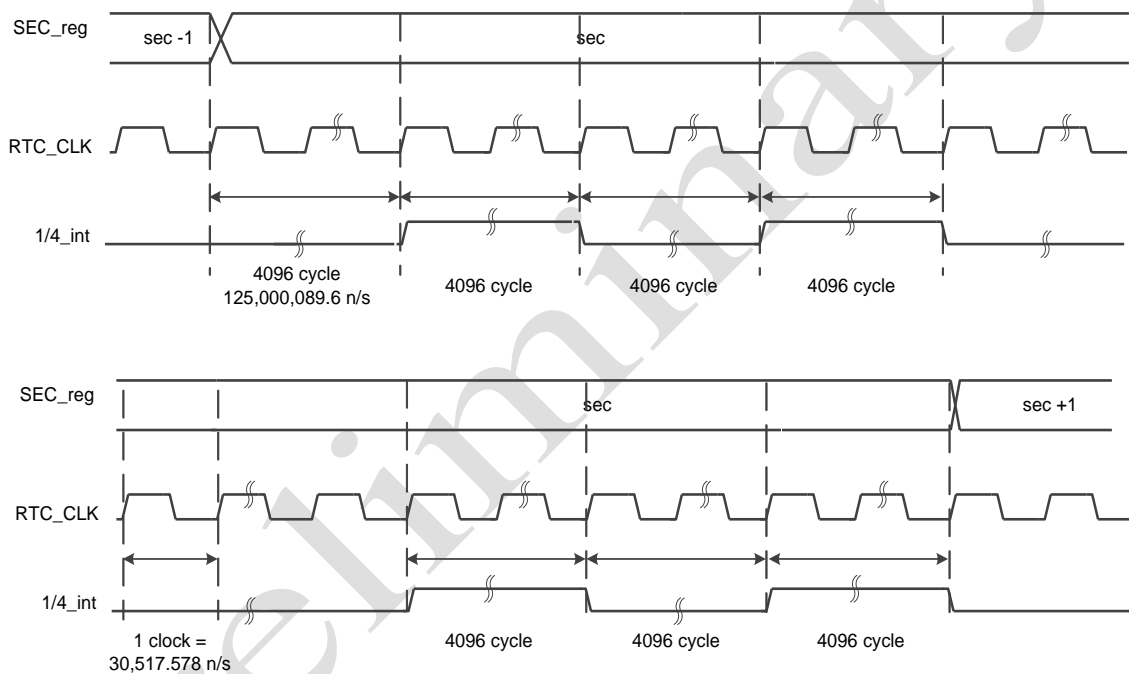 SEC_reg
sec -1
sec
RTC_CLK
1/4_int
4096 cycle
125,000,089.6 n/s
4096 cycle
4096 cycle
4096 cycle
SEC_reg
sec
sec +1
RTC_CLK
1/4_int
1 clock =
30,517.578 n/s
4096 cycle
4096 cycle
4096 cycle
eliminary